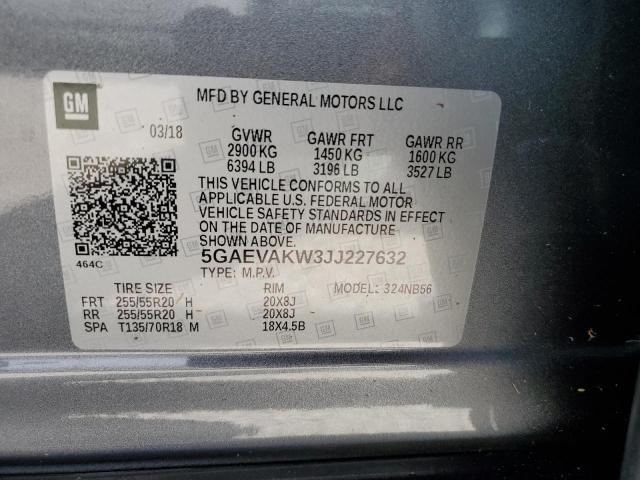 GM
MFD BY GENERAL MOTORS LLC
03/18
GVWR GAWR FRT GAWR RR
2900 KG 1450 KG 1600 KG
6394 LB 3196 LB 3527 LB
THIS VEHICLE CONFORMS TO ALL
APPLICABLE U.S. FEDERAL MOTOR
VEHICLE SAFETY STANDARDS IN EFFECT
ON THE DATE OF MANUFACTURE
SHOWN ABOVE.
464C
5GAEVAKW3JJ227632
TYPE: M.P.V.
TIRE SIZE RIM MODEL: 324NB56
FRT 255/55R20 H 20X8J
RR 255/55R20 H 20X8J
SPA T135/70R18 M 18X4.5B